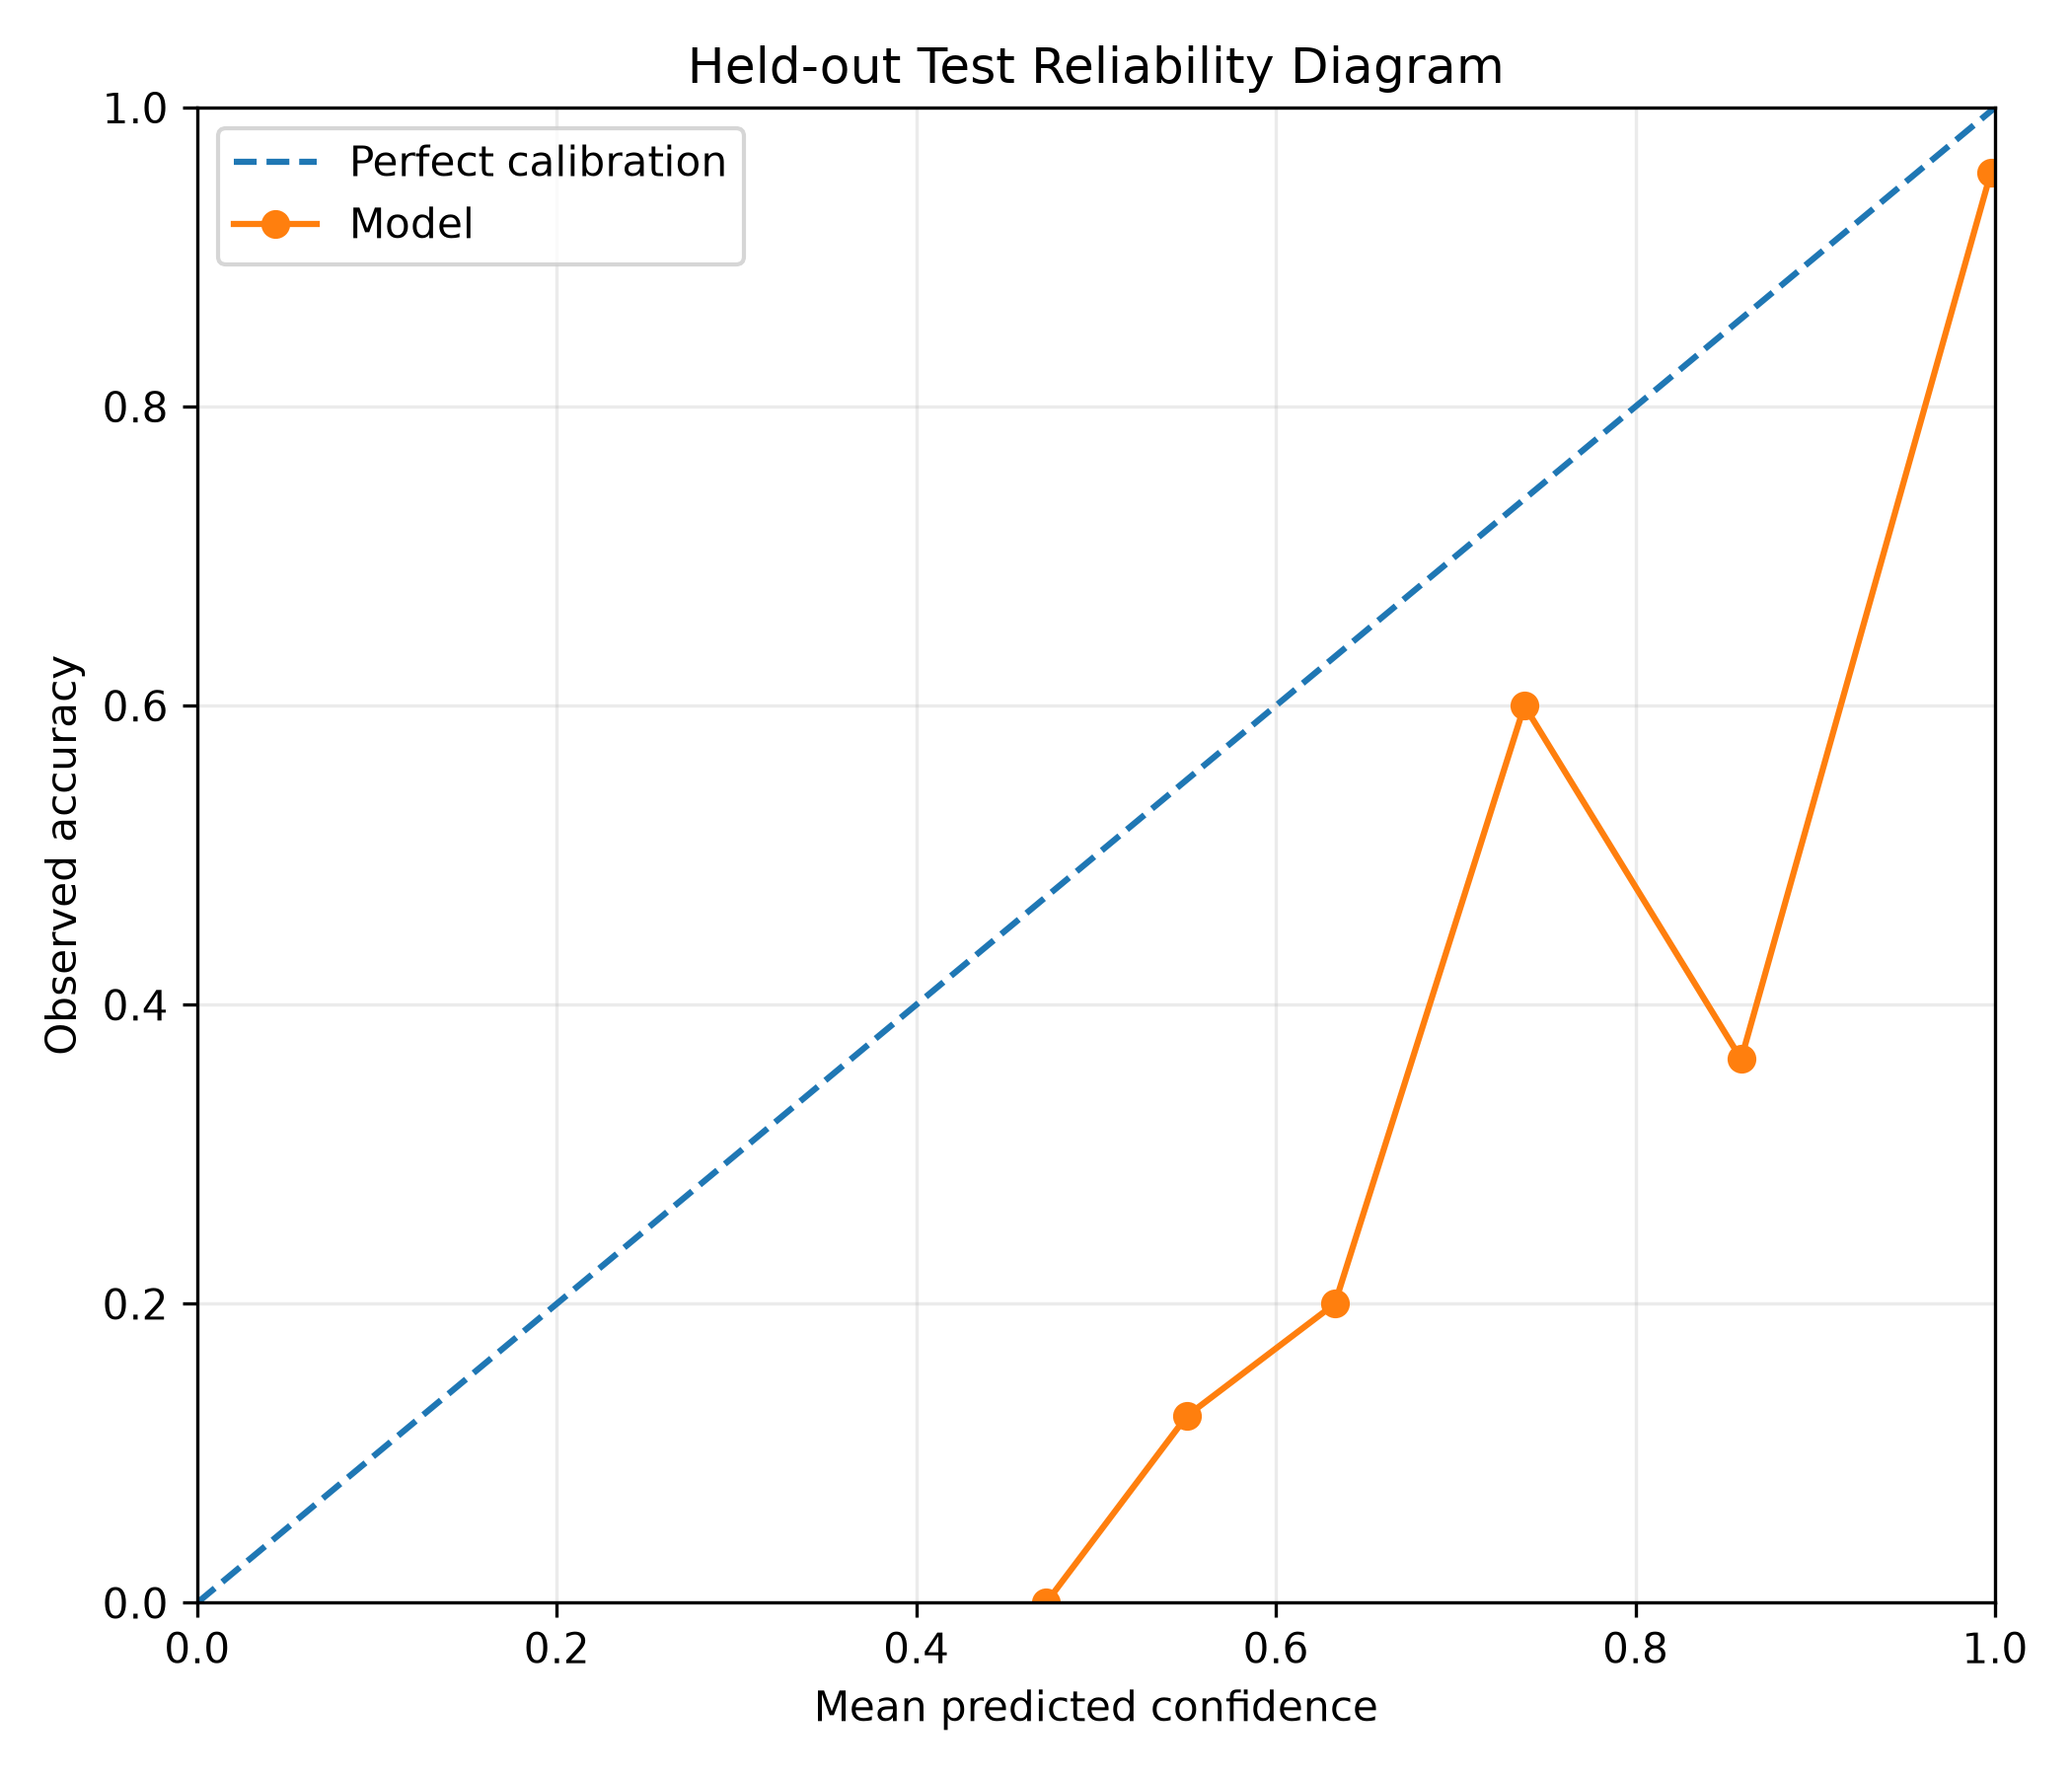 Held-out Test Reliability Diagram
Perfect calibration
Model
Observed accuracy
1.0
0.8
0.6
0.4
0.2
0.0
0.0 0.2 0.4 0.6 0.8 1.0
Mean predicted confidence